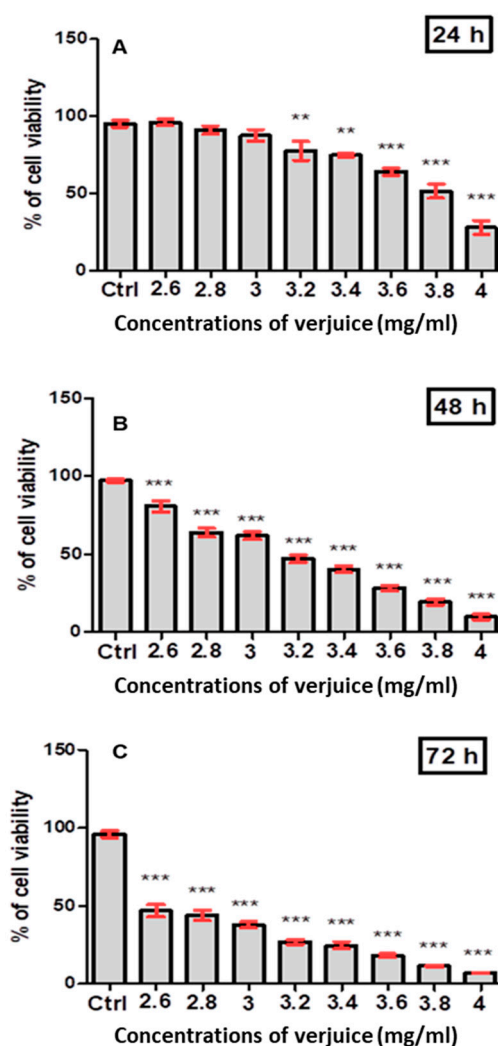 A
24 h
% of cell viability
150
100
50
0
**
**
***
***
***
Ctrl 2.6 2.8 3 3.2 3.4 3.6 3.8 4
Concentrations of verjuice (mg/ml)
B
48 h
% of cell viability
150
100
50
0
***
***
***
***
***
***
***
***
Ctrl 2.6 2.8 3 3.2 3.4 3.6 3.8 4
Concentrations of verjuice (mg/ml)
C
72 h
% of cell viability
150
100
50
0
***
***
***
***
***
***
***
***
Ctrl 2.6 2.8 3 3.2 3.4 3.6 3.8 4
Concentrations of verjuice (mg/ml)